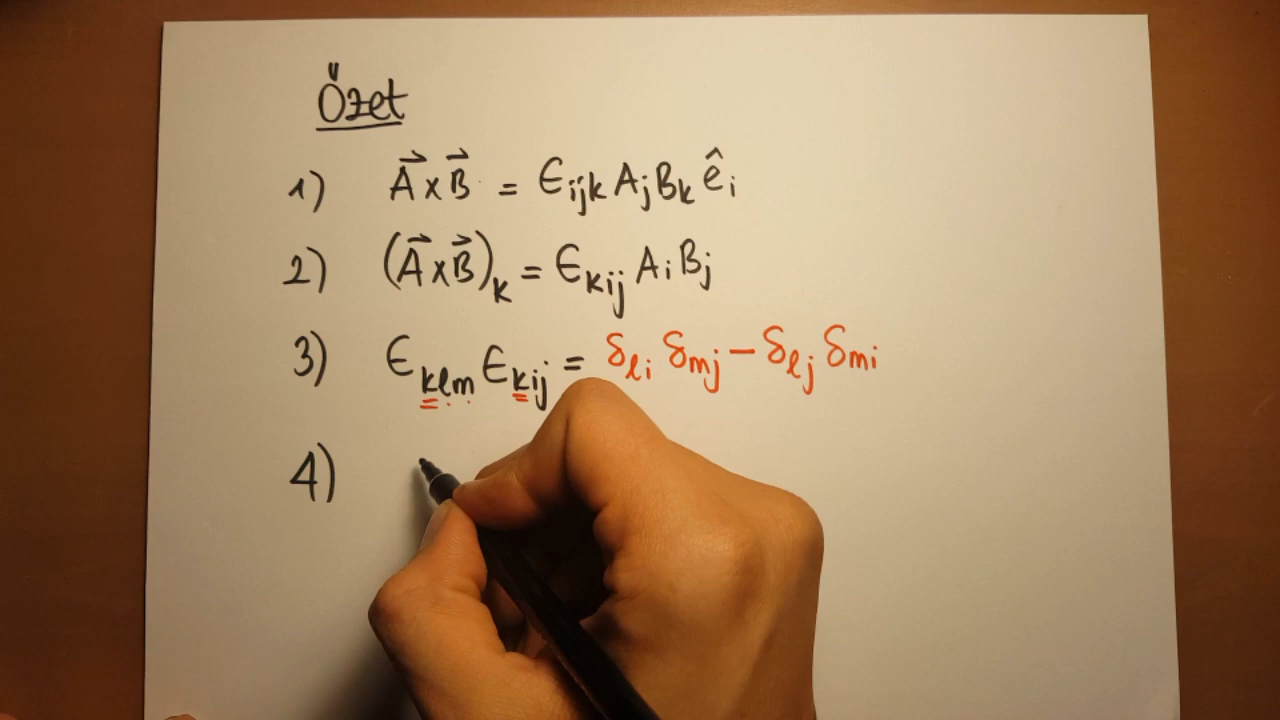 Özet
1) A⃗ x B⃗ = ϵᵢⱼₖ Aⱼ Bₖ êᵢ
2) (A⃗ x B⃗)ₖ = ϵₖᵢⱼ Aᵢ Bⱼ
3) ϵₖₗₘ ϵₖᵢⱼ = δₗᵢ δₘⱼ − δₗⱼ δₘᵢ
4)